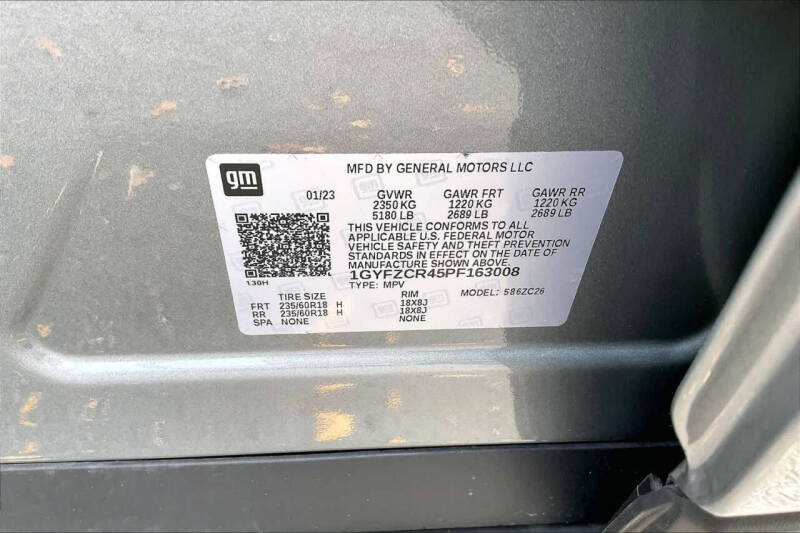 gm
MFD BY GENERAL MOTORS LLC
01/23 GVWR GAWR FRT GAWR RR
2350 KG 1220 KG 1220 KG
5180 LB 2689 LB 2689 LB
THIS VEHICLE CONFORMS TO ALL
APPLICABLE U.S. FEDERAL MOTOR
VEHICLE SAFETY AND THEFT PREVENTION
STANDARDS IN EFFECT ON THE DATE OF
MANUFACTURE SHOWN ABOVE.
1GYFZCR45PF163008
130H TYPE: MPV MODEL: 586ZC26
TIRE SIZE RIM
FRT 235/60R18 H 18X8J
RR 235/60R18 H 18X8J
SPA NONE NONE